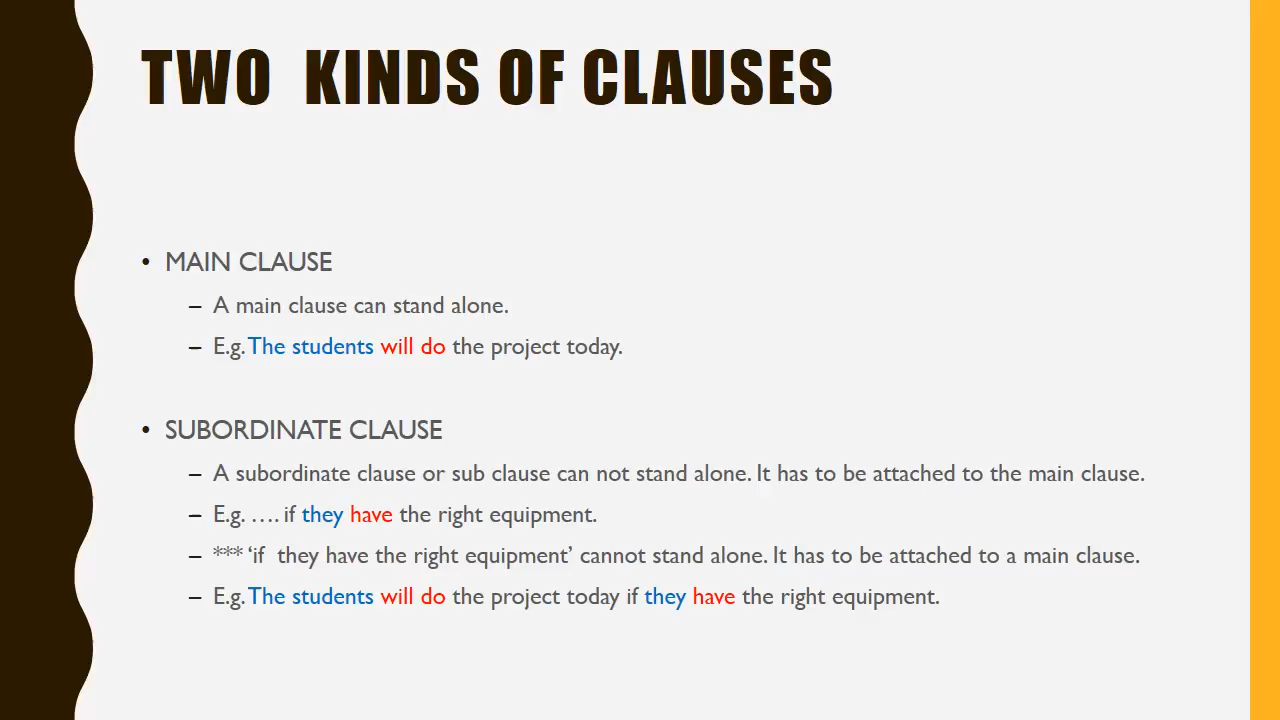 TWO KINDS OF CLAUSES
• MAIN CLAUSE
– A main clause can stand alone.
– E.g. The students will do the project today.
• SUBORDINATE CLAUSE
– A subordinate clause or sub clause can not stand alone. It has to be attached to the main clause.
– E.g. …. if they have the right equipment.
– *** ‘if they have the right equipment’ cannot stand alone. It has to be attached to a main clause.
– E.g. The students will do the project today if they have the right equipment.